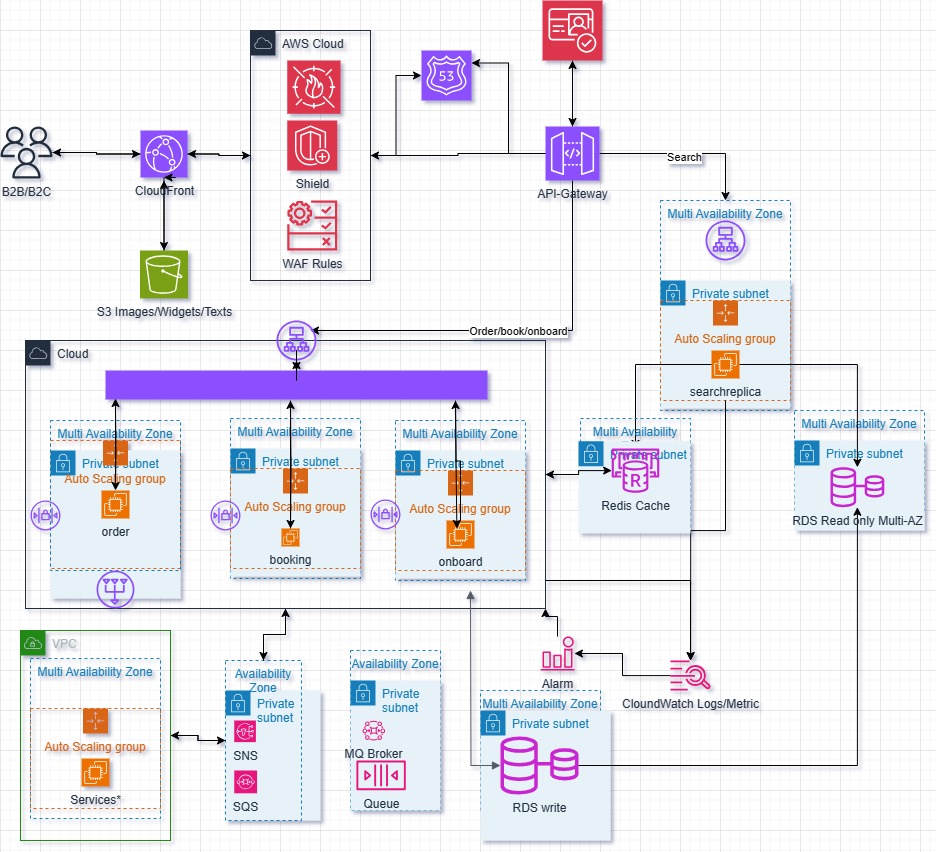 AWS Cloud
53
B2B/B2C
CloudFront
Shield
WAF Rules
API-Gateway
Search
S3 Images/Widgets/Texts
Order/book/onboard
Multi Availability Zone
Private subnet
Auto Scaling group
searchreplica
Cloud
Multi Availability Zone
Private subnet
Auto Scaling group
order
Multi Availability Zone
Private subnet
Auto Scaling group
booking
Multi Availability Zone
Private subnet
Auto Scaling group
onboard
Multi Availability
Private subnet
R
Redis Cache
Multi Availability Zone
Private subnet
RDS Read only Multi-AZ
VPC
Multi Availability Zone
Auto Scaling group
Services*
Availability
Zone
Private
subnet
SNS
SQS
Availability Zone
Private
subnet
MQ Broker
Queue
Alarm
CloundWatch Logs/Metric
Multi Availability Zone
Private subnet
RDS write